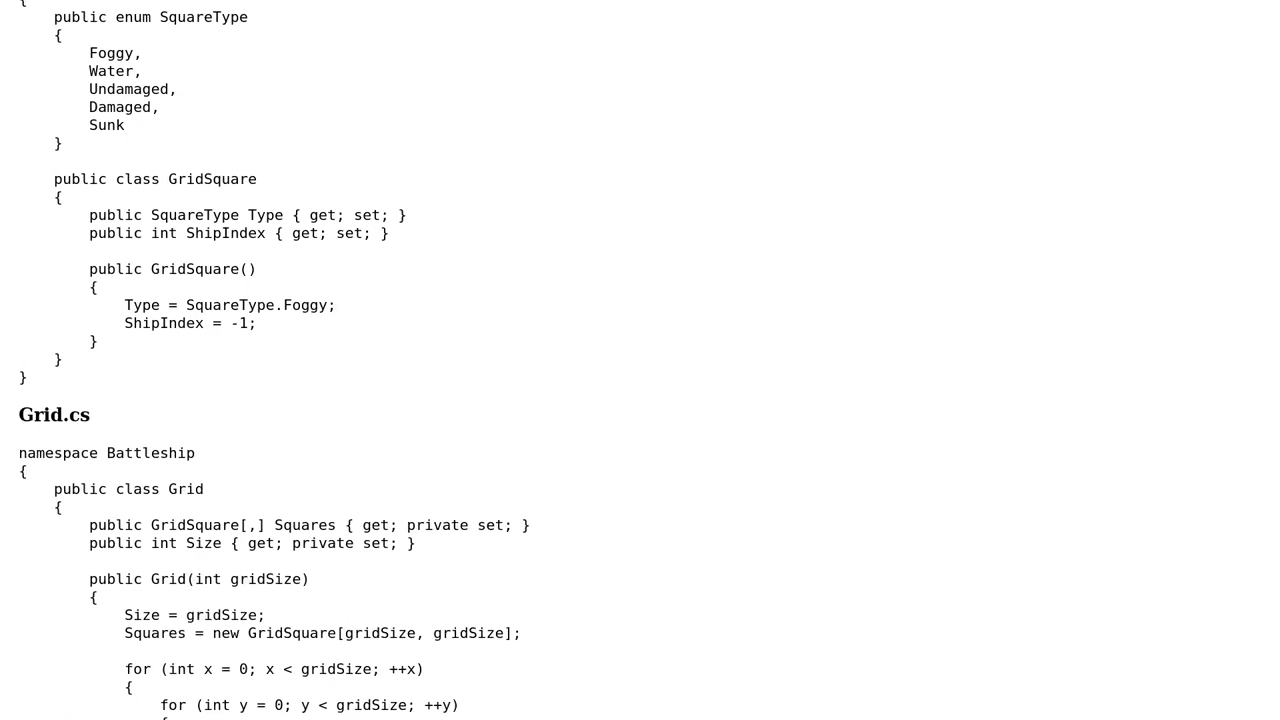 {
    public enum SquareType
    {
        Foggy,
        Water,
        Undamaged,
        Damaged,
        Sunk
    }

    public class GridSquare
    {
        public SquareType Type { get; set; }
        public int ShipIndex { get; set; }

        public GridSquare()
        {
            Type = SquareType.Foggy;
            ShipIndex = -1;
        }
    }
}
Grid.cs
namespace Battleship
{
    public class Grid
    {
        public GridSquare[,] Squares { get; private set; }
        public int Size { get; private set; }

        public Grid(int gridSize)
        {
            Size = gridSize;
            Squares = new GridSquare[gridSize, gridSize];

            for (int x = 0; x < gridSize; ++x)
            {
                for (int y = 0; y < gridSize; ++y)
                {